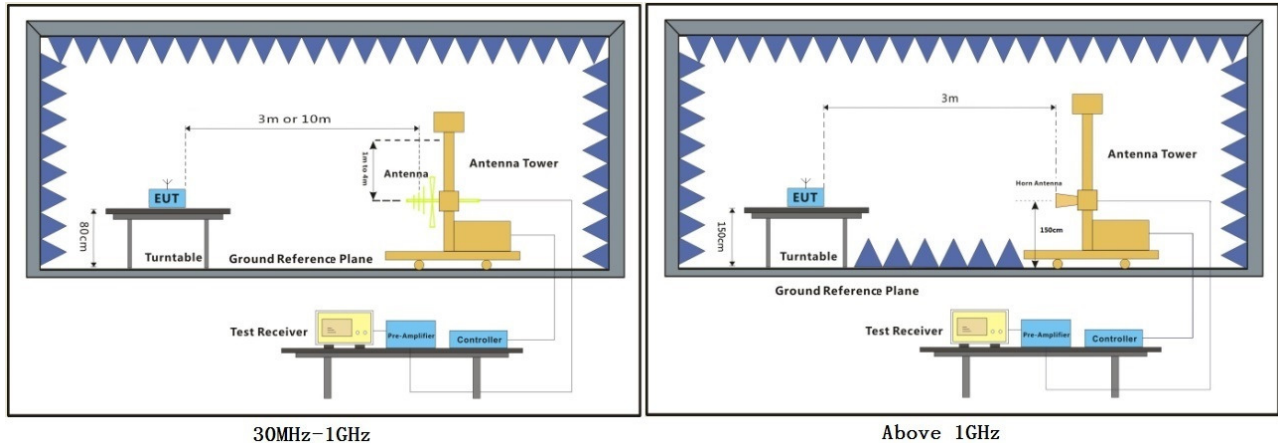 3m or 10m
1m to 4m
Antenna
Antenna Tower
EUT
80cm
Turntable
Ground Reference Plane
Test Receiver
Pre-Amplifier
Controller
30MHz-1GHz
3m
Antenna Tower
Horn Antenna
EUT
150cm
150cm
Turntable
Ground Reference Plane
Test Receiver
Pre-Amplifier
Controller
Above 1GHz